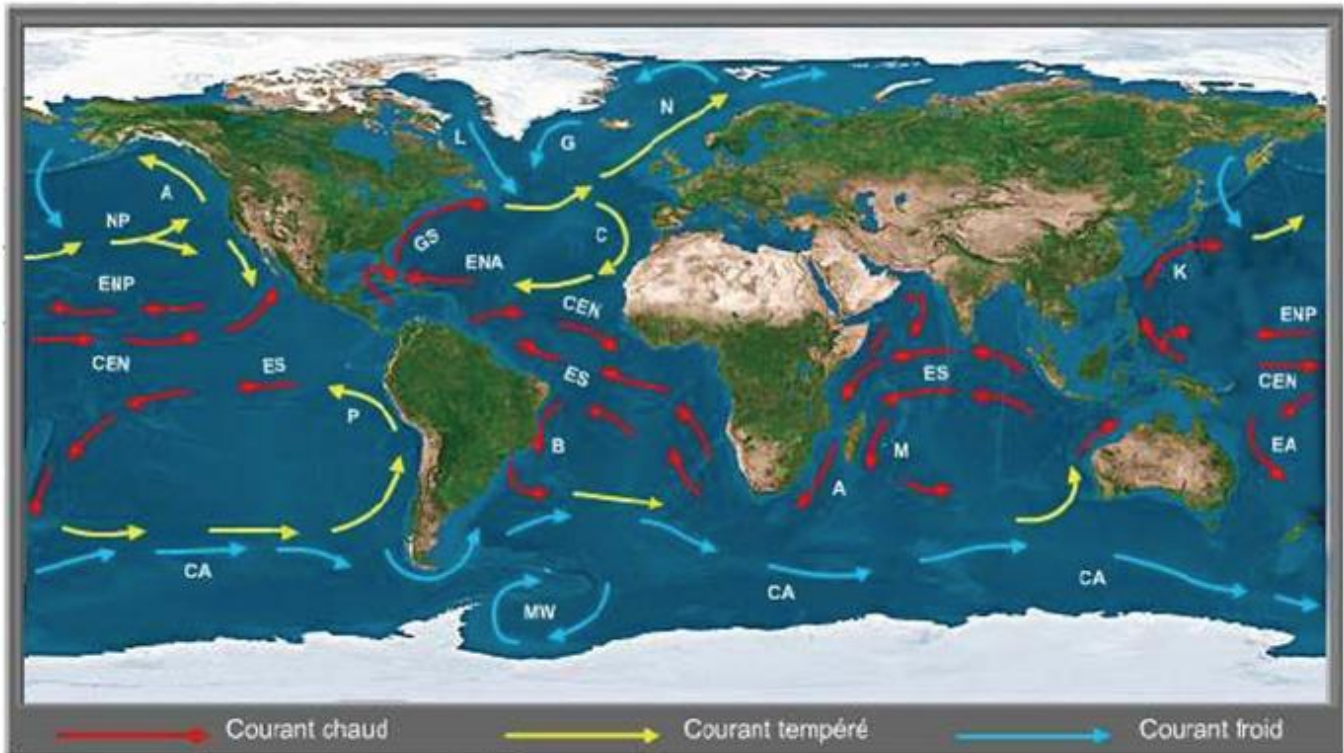 N
L
G
A
NP
GS
C
K
ENA
ENP
CEN
ENP
CEN
ES
ES
ES
CEN
P
B
M
EA
A
CA
CA
CA
MW
Courant chaud
Courant tempéré
Courant froid